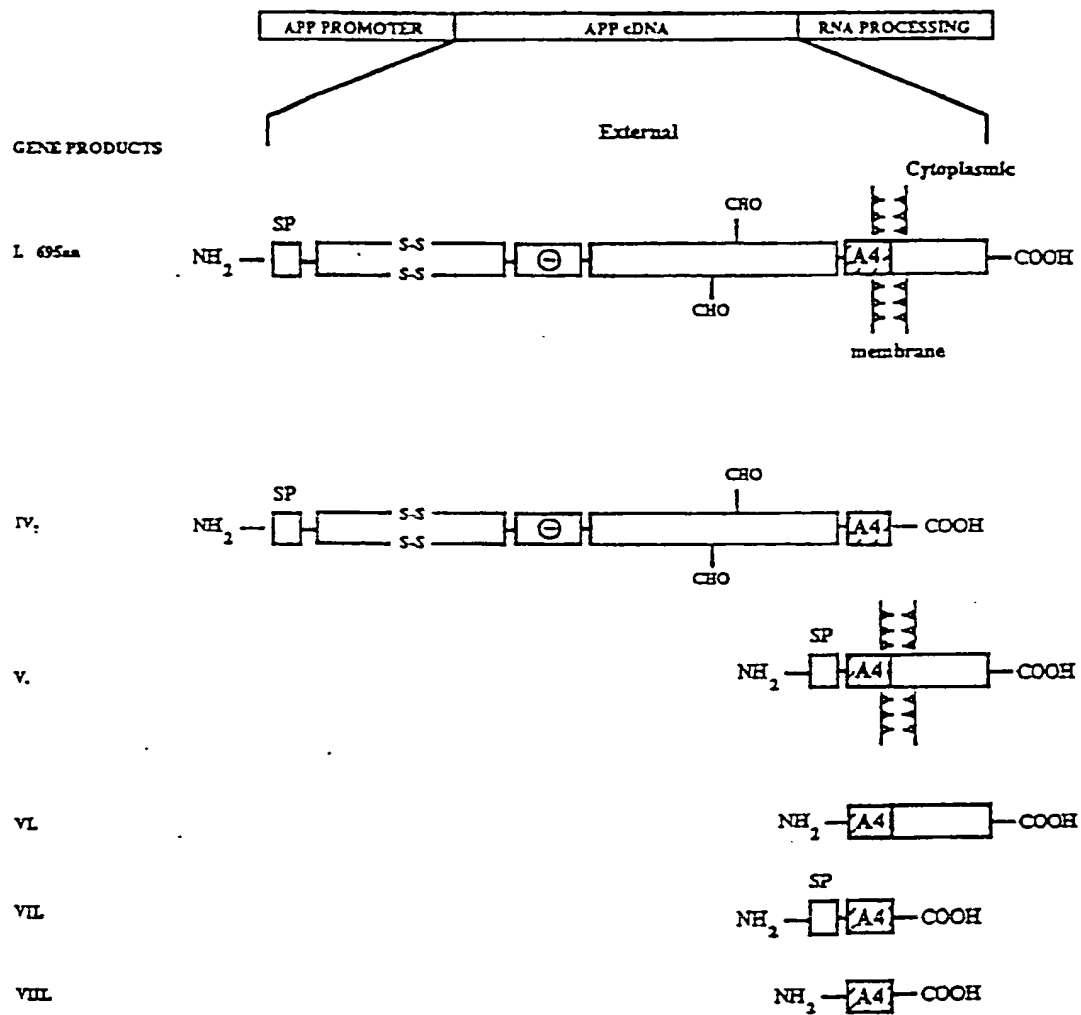 APP PROMOTER APP cDNA RNA PROCESSING
External
GENE PRODUCTS
Cytoplasmic
SP CHO
I. 695aa NH2 S-S S-S ⊖ A4 COOH
CHO
membrane
SP CHO
IV. NH2 S-S S-S ⊖ A4 COOH
CHO
SP
V. NH2 A4 COOH
VI. NH2 A4 COOH
SP
VII. NH2 A4 COOH
VIII. NH2 A4 COOH